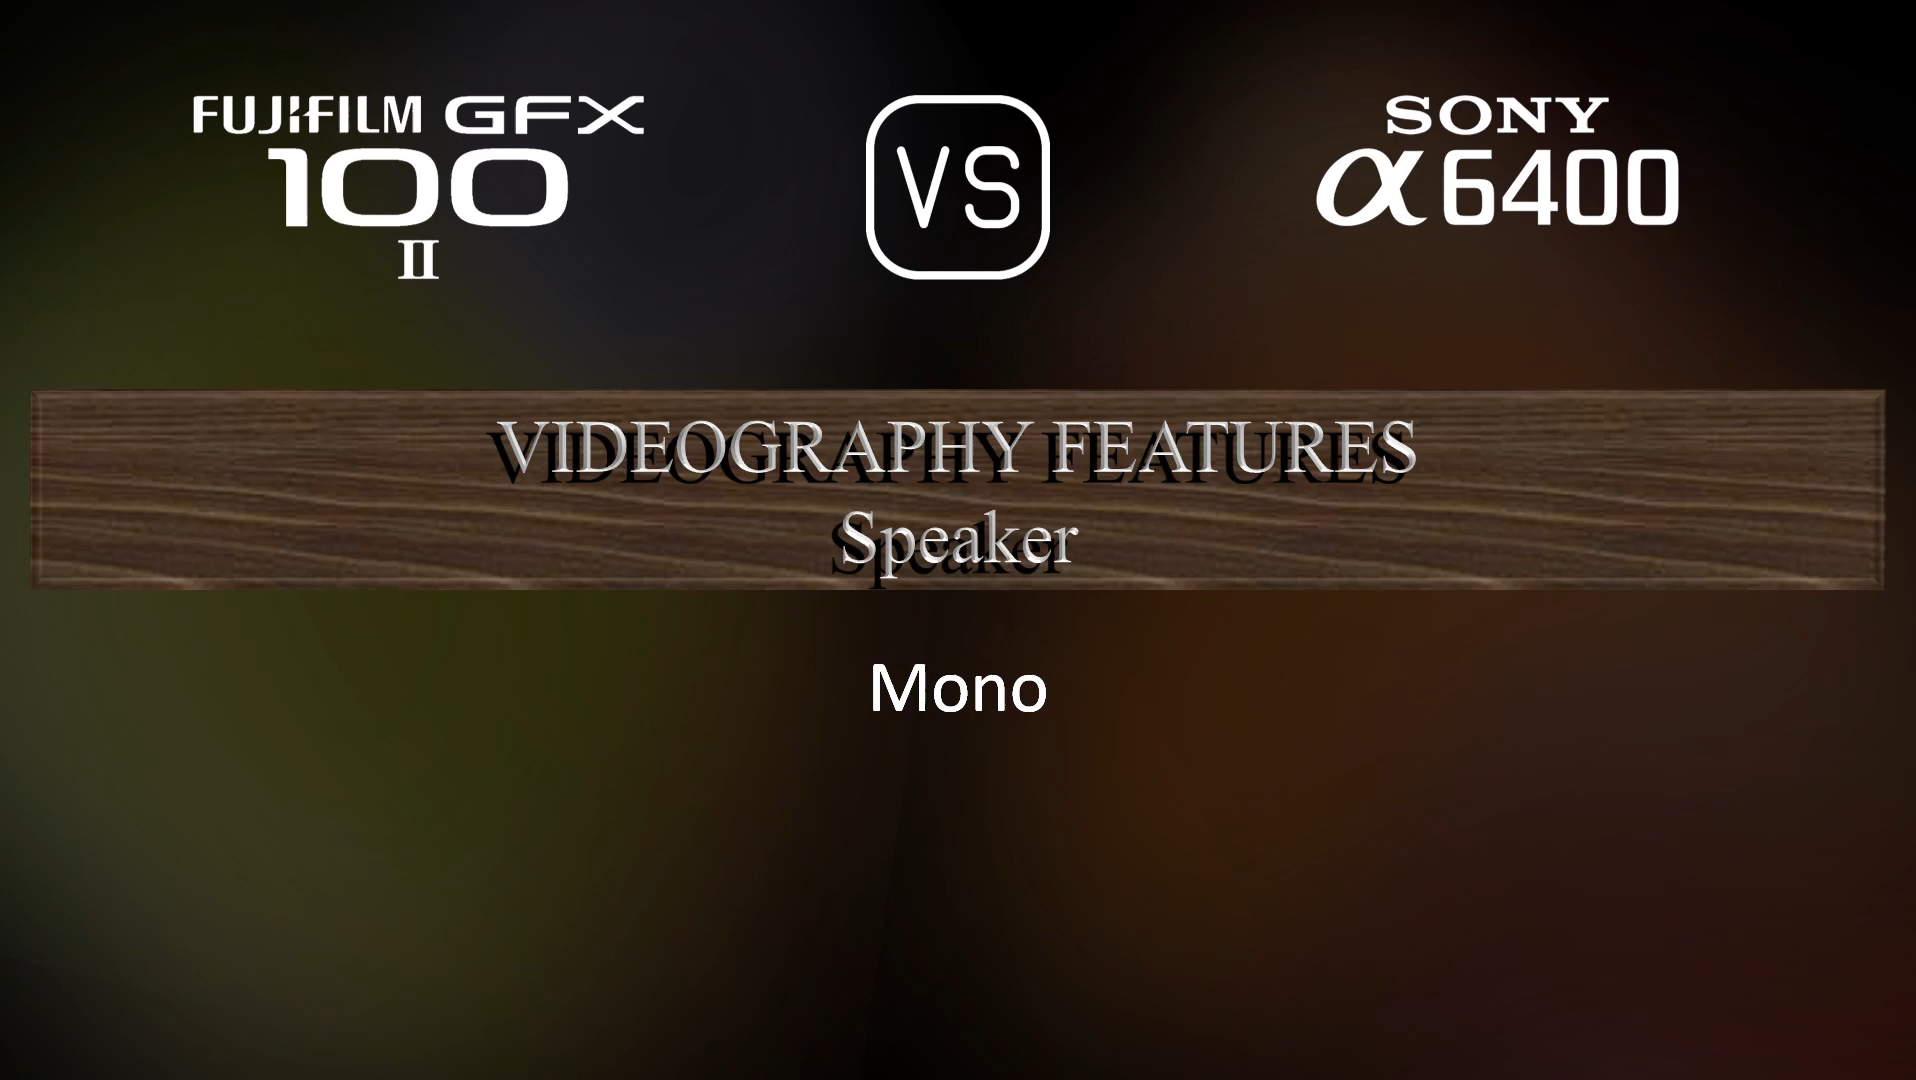 FUJIFILM GFX
100
II
VS
SONY
α6400
VIDEOGRAPHY FEATURES
Speaker
Mono